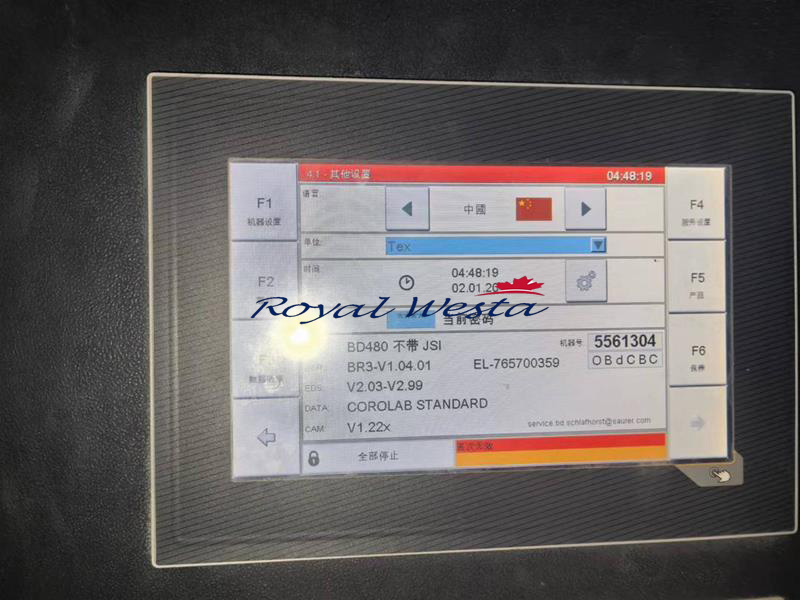 4.1 - 其他设置 04:48:19
F1
机器设置
语言:
中國
F4
服务设置
单位:
Tex
时间:
04:48:19
02.01.20
F2
F5
产品
Royal Westa
当前密码
BD480 不带 JSI
机器号:
5561304
BR3-V1.04.01
EL-765700359
OBdCBC
F6
保养
EDS:
V2.03-V2.99
DATA:
COROLAB STANDARD
CAM:
V1.22x
service.bd.schlafhorst@saurer.com
全部停止